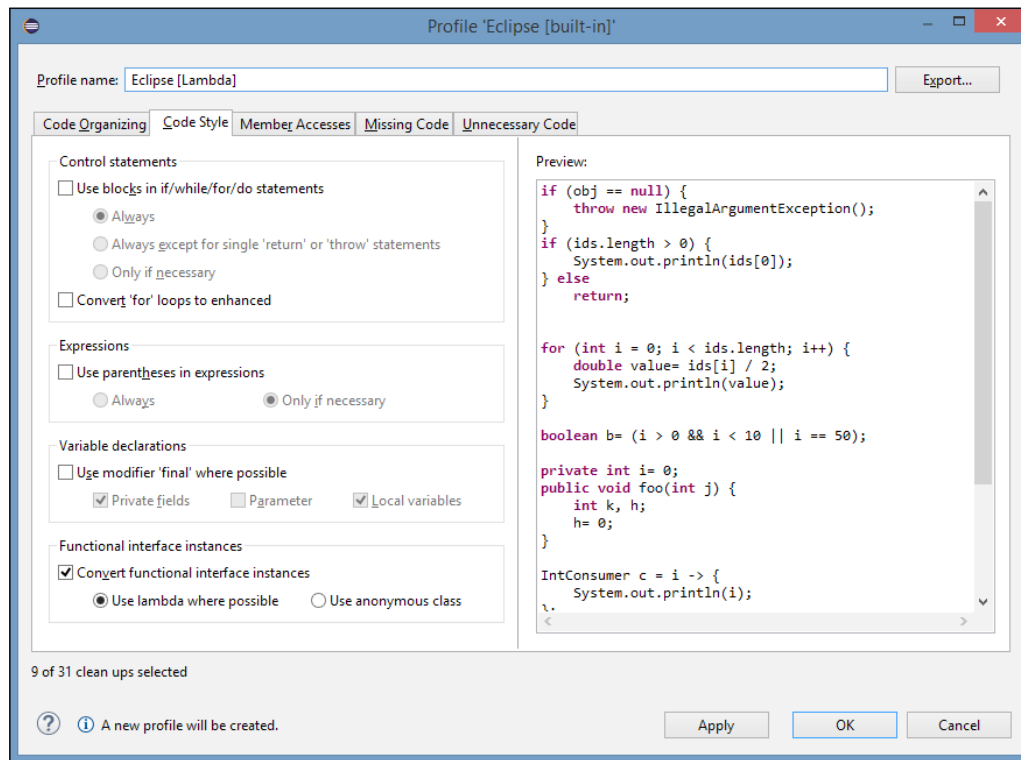 Profile 'Eclipse [built-in]'
Profile name: Eclipse [Lambda] Export...
Code Organizing Code Style Member Accesses Missing Code Unnecessary Code
Control statements
Use blocks in if/while/for/do statements
Always
Always except for single 'return' or 'throw' statements
Only if necessary
Convert 'for' loops to enhanced
Expressions
Use parentheses in expressions
Always Only if necessary
Variable declarations
Use modifier 'final' where possible
Private fields Parameter Local variables
Functional interface instances
Convert functional interface instances
Use lambda where possible Use anonymous class
Preview:
if (obj == null) {
    throw new IllegalArgumentException();
}
if (ids.length > 0) {
    System.out.println(ids[0]);
} else
    return;
for (int i = 0; i < ids.length; i++) {
    double value= ids[i] / 2;
    System.out.println(value);
}
boolean b= (i > 0 && i < 10 || i == 50);
private int i= 0;
public void foo(int j) {
    int k, h;
    h= 0;
}
IntConsumer c = i -> {
    System.out.println(i);
};
9 of 31 clean ups selected
A new profile will be created.
Apply OK Cancel